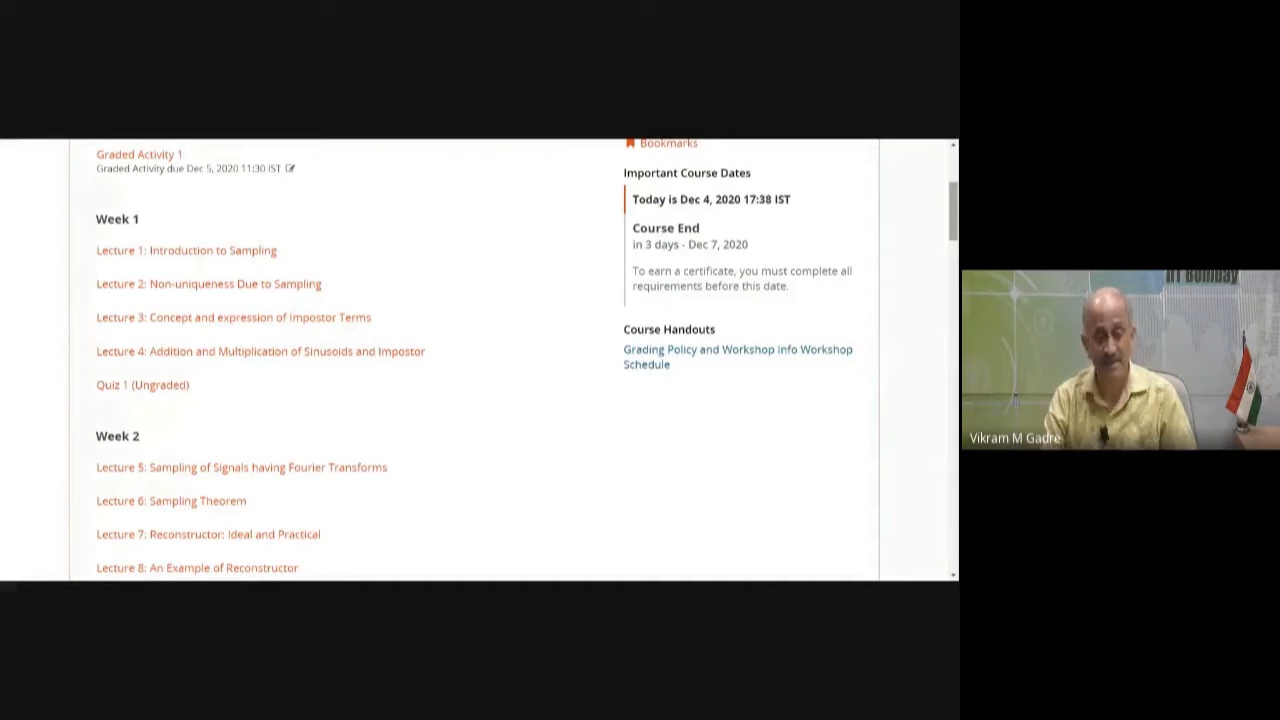 Bookmarks
Graded Activity 1
Graded Activity due Dec 5, 2020 11:30 IST
Important Course Dates
Today is Dec 4, 2020 17:38 IST
Week 1
Course End
in 3 days - Dec 7, 2020
Lecture 1: Introduction to Sampling
To earn a certificate, you must complete all
requirements before this date.
Lecture 2: Non-uniqueness Due to Sampling
Lecture 3: Concept and expression of Impostor Terms
Course Handouts
Grading Policy and Workshop Info Workshop
Schedule
Lecture 4: Addition and Multiplication of Sinusoids and Impostor
Quiz 1 (Ungraded)
Week 2
Lecture 5: Sampling of Signals having Fourier Transforms
Lecture 6: Sampling Theorem
Lecture 7: Reconstructor: Ideal and Practical
Lecture 8: An Example of Reconstructor
IIT Bombay
Vikram M Gadre